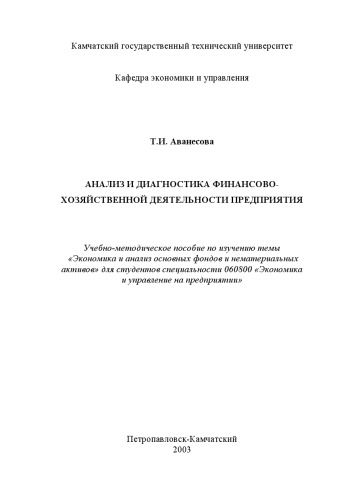 Камчатский государственный технический университет
Кафедра экономики и управления
Т.И. Аванесова
АНАЛИЗ И ДИАГНОСТИКА ФИНАНСОВО-
ХОЗЯЙСТВЕННОЙ ДЕЯТЕЛЬНОСТИ ПРЕДПРИЯТИЯ
Учебно-методическое пособие по изучению темы
«Экономика и анализ основных фондов и нематериальных
активов» для студентов специальности 060800 «Экономика
и управление на предприятии»
Петропавловск-Камчатский
2003